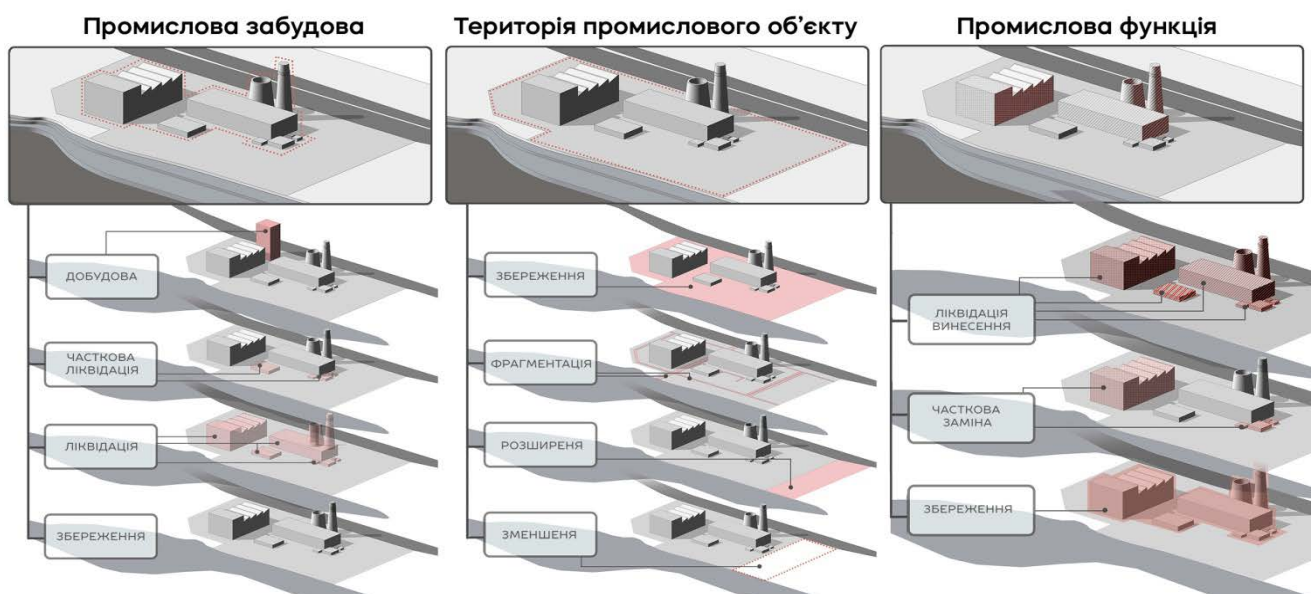 Промислова забудова
ДОБУДОВА
ЧАСТКОВА
ЛІКВІДАЦІЯ
ЛІКВІДАЦІЯ
ЗБЕРЕЖЕННЯ
Територія промислового об’єкту
ЗБЕРЕЖЕННЯ
ФРАГМЕНТАЦІЯ
РОЗШИРЕНЯ
ЗМЕНШЕНЯ
Промислова функція
ЛІКВІДАЦІЯ
ВИНЕСЕННЯ
ЧАСТКОВА
ЗАМІНА
ЗБЕРЕЖЕННЯ